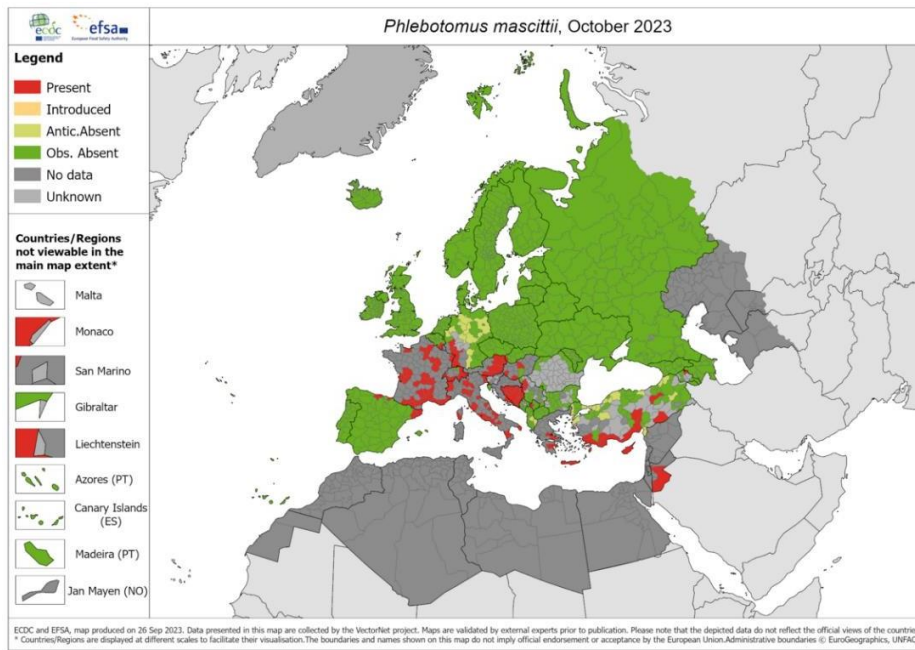 ecdc
efsa
European Food Safety Authority
Phlebotomus mascittii, October 2023
Legend
Present
Introduced
Antic.Absent
Obs. Absent
No data
Unknown
Countries/Regions
not viewable in the
main map extent*
Malta
Monaco
San Marino
Gibraltar
Liechtenstein
Azores (PT)
Canary Islands
(ES)
Madeira (PT)
Jan Mayen (NO)
ECDC and EFSA, map produced on 26 Sep 2023. Data presented in this map are collected by the VectorNet project. Maps are validated by external experts prior to publication. Please note that the depicted data do not reflect the official views of the countrie
* Countries/Regions are displayed at different scales to facilitate their visualisation.The boundaries and names shown on this map do not imply official endorsement or acceptance by the European Union.Administrative boundaries © EuroGeographics, UNFAO